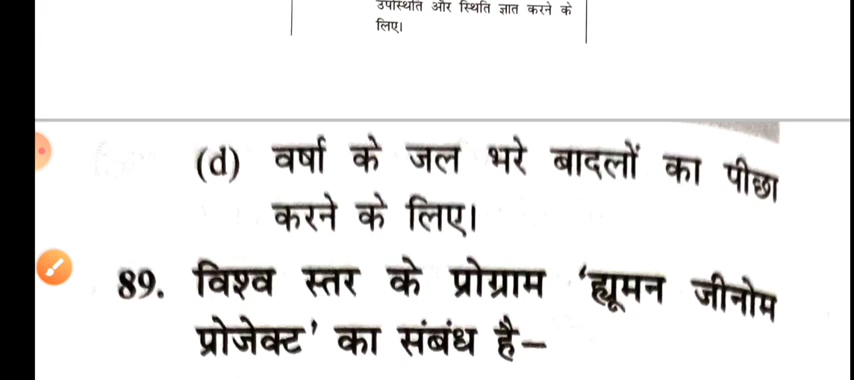 उपस्थिति और स्थिति ज्ञात करने के
लिए।
(d) वर्षा के जल भरे बादलों का पीछा
करने के लिए।
89. विश्व स्तर के प्रोग्राम ‘ह्यूमन जीनोम
प्रोजेक्ट’ का संबंध है–